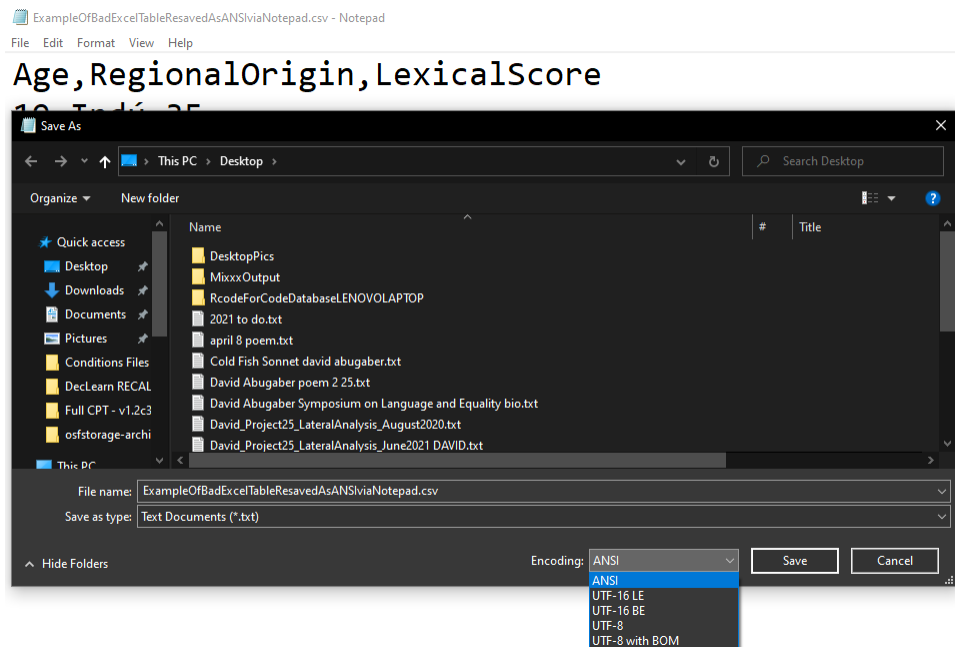 ExampleOfBadExcelTableResavedAsANSIviaNotepad.csv - Notepad
File Edit Format View Help
Age,RegionalOrigin,LexicalScore
Save As
This PC > Desktop >
Search Desktop
Organize New folder
Name # Title
Quick access
Desktop
Downloads
Documents
Pictures
Conditions Files
DecLearn RECAL
Full CPT - v1.2c3
osfstorage-archi
This PC
DesktopPics
MixxxOutput
RcodeForCodeDatabaseLENOVOLAPTOP
2021 to do.txt
april 8 poem.txt
Cold Fish Sonnet david abugaber.txt
David Abugaber poem 2 25.txt
David Abugaber Symposium on Language and Equality bio.txt
David_Project25_LateralAnalysis_August2020.txt
David_Project25_LateralAnalysis_June2021 DAVID.txt
File name: ExampleOfBadExcelTableResavedAsANSIviaNotepad.csv
Save as type: Text Documents (*.txt)
Hide Folders
Encoding: ANSI
Save
Cancel
ANSI
UTF-16 LE
UTF-16 BE
UTF-8
UTF-8 with BOM